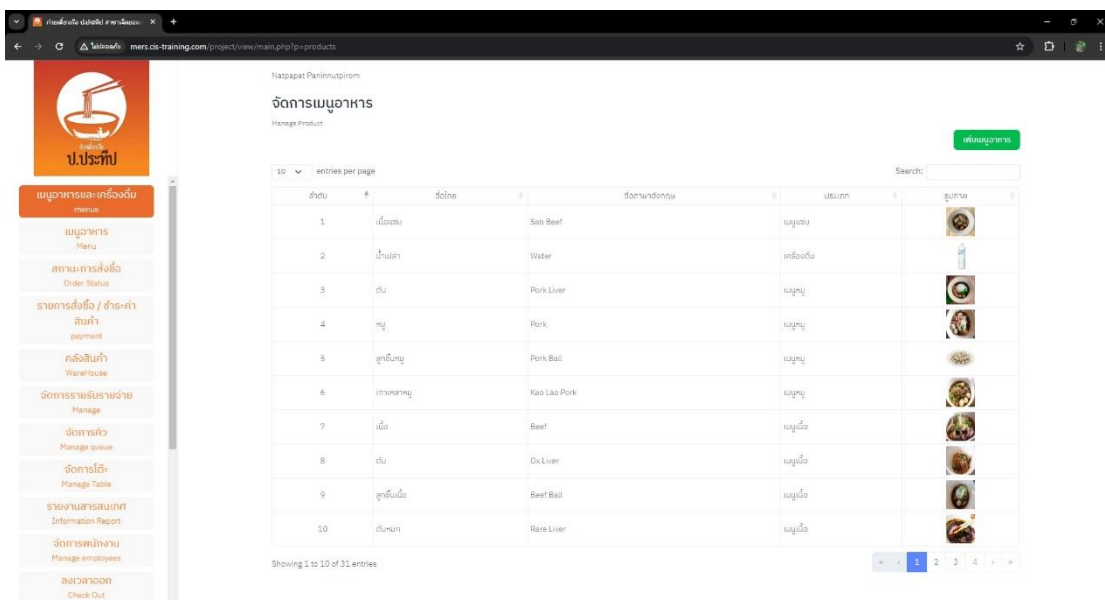 ไม่ปลอดภัย mers.cis-training.com/project/view/main.php?p=products
ป.ประทีป
เมนูอาหารและเครื่องดื่ม
menus
เมนูอาหาร
Menu
สถานะการสั่งซื้อ
Order Status
รายการสั่งซื้อ / ชำระค่า
สินค้า
payment
คลังสินค้า
WareHouse
จัดการรายรับรายจ่าย
Manage
จัดการคิว
Manage queue
จัดการโต๊ะ
Manage Table
รายงานสารสนเทศ
Information Report
จัดการพนักงาน
Manage employees
ลงเวลาออก
Check Out
Natpapat Paninnutpirom
จัดการเมนูอาหาร
Manage Product
เพิ่มเมนูอาหาร
10 entries per page Search:
ลำดับ ชื่อไทย ชื่อภาษาอังกฤษ ประเภท รูปภาพ
1 เนื้อแซ่บ Sab Beef เมนูแซ่บ
2 น้ำเปล่า Water เครื่องดื่ม
3 ตับ Pork Liver เมนูหมู
4 หมู Pork เมนูหมู
5 ลูกชิ้นหมู Pork Ball เมนูหมู
6 เกาเหลาหมู Kao Lao Pork เมนูหมู
7 เนื้อ Beef เมนูเนื้อ
8 ตับ Ox Liver เมนูเนื้อ
9 ลูกชิ้นเนื้อ Beef Ball เมนูเนื้อ
10 ตับหมก Rare Liver เมนูเนื้อ
Showing 1 to 10 of 31 entries « ‹ 1 2 3 4 › »